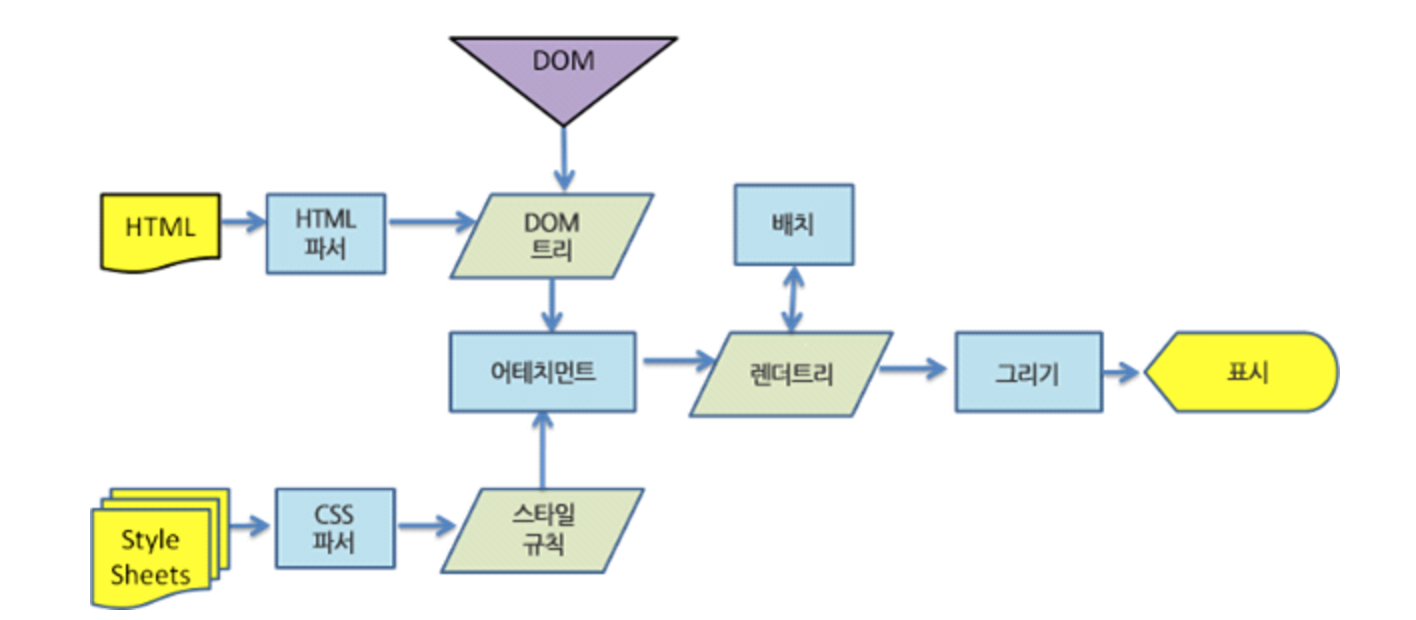 DOM
HTML
HTML
파서
DOM
트리
배치
어테치먼트
렌더트리
그리기
표시
Style
Sheets
CSS
파서
스타일
규칙